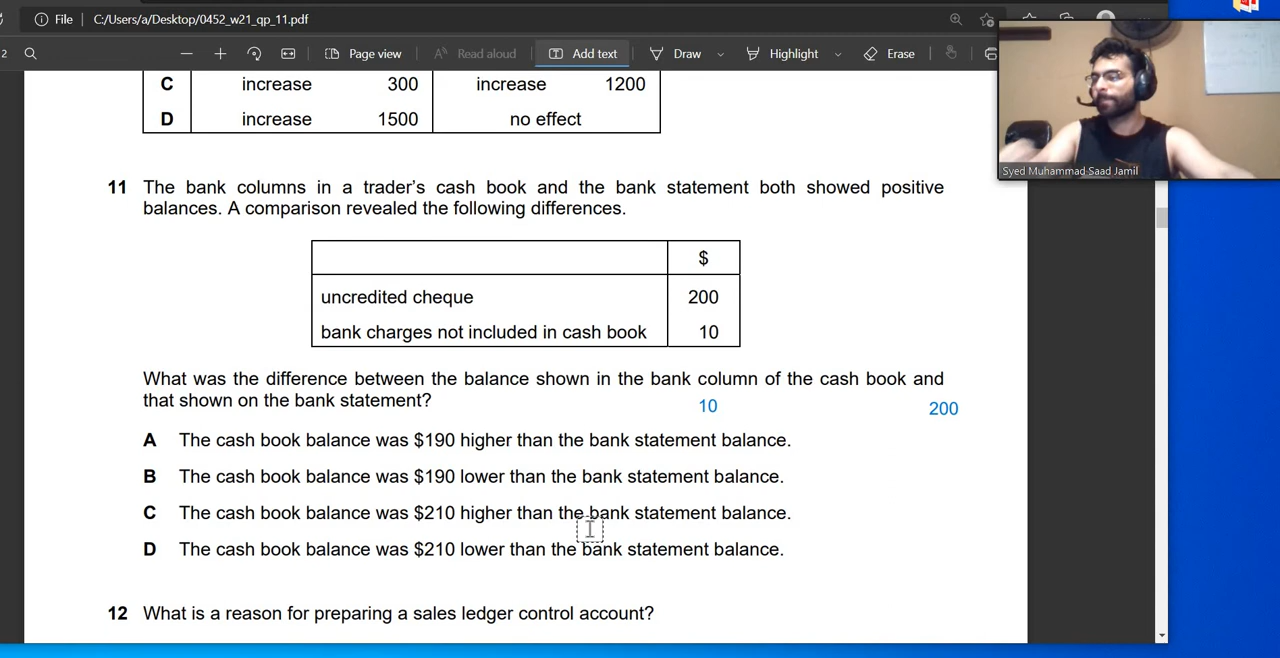 File C:/Users/a/Desktop/0452_w21_qp_11.pdf
2 Page view Read aloud Add text Draw Highlight Erase
C increase 300 increase 1200
D increase 1500 no effect
Syed Muhammad Saad Jamil
11 The bank columns in a trader's cash book and the bank statement both showed positive
balances. A comparison revealed the following differences.
$
uncredited cheque 200
bank charges not included in cash book 10
What was the difference between the balance shown in the bank column of the cash book and
that shown on the bank statement?
10 200
A The cash book balance was $190 higher than the bank statement balance.
B The cash book balance was $190 lower than the bank statement balance.
C The cash book balance was $210 higher than the bank statement balance.
D The cash book balance was $210 lower than the bank statement balance.
12 What is a reason for preparing a sales ledger control account?